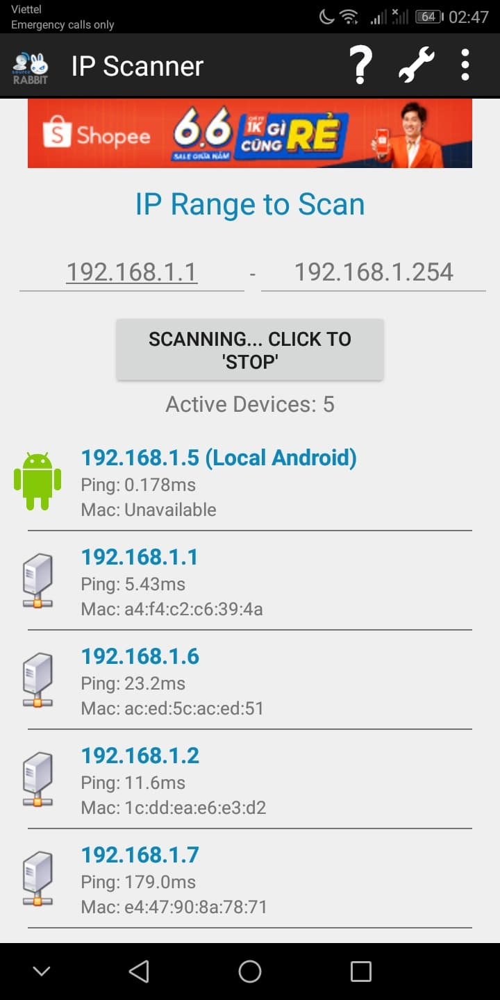 Viettel
Emergency calls only
64 02:47
RABBIT
IP Scanner
S Shopee
6.6
SALE GIỮA NĂM
1K GÌ
CŨNG RẺ
IP Range to Scan
192.168.1.1 - 192.168.1.254
SCANNING... CLICK TO
'STOP'
Active Devices: 5
192.168.1.5 (Local Android)
Ping: 0.178ms
Mac: Unavailable
192.168.1.1
Ping: 5.43ms
Mac: a4:f4:c2:c6:39:4a
192.168.1.6
Ping: 23.2ms
Mac: ac:ed:5c:ac:ed:51
192.168.1.2
Ping: 11.6ms
Mac: 1c:dd:ea:e6:e3:d2
192.168.1.7
Ping: 179.0ms
Mac: e4:47:90:8a:78:71